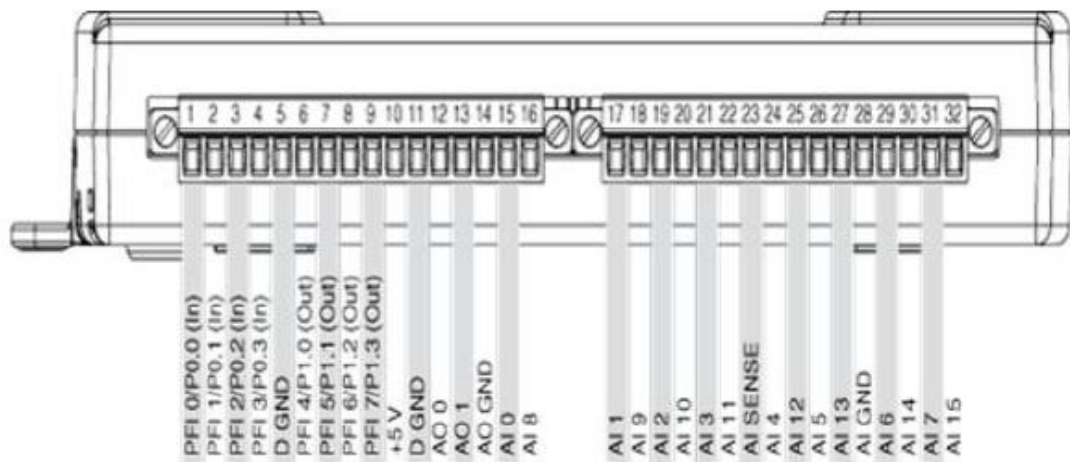 1 2 3 4 5 6 7 8 9 10 11 12 13 14 15 16
17 18 19 20 21 22 23 24 25 26 27 28 29 30 31 32
PFI 0/P0.0 (In)
PFI 1/P0.1 (In)
PFI 2/P0.2 (In)
PFI 3/P0.3 (In)
D GND
PFI 4/P1.0 (Out)
PFI 5/P1.1 (Out)
PFI 6/P1.2 (Out)
PFI 7/P1.3 (Out)
+5 V
D GND
AO 0
AO 1
AO GND
AI 0
AI 8
AI 1
AI 9
AI 2
AI 10
AI 3
AI 11
AI SENSE
AI 4
AI 12
AI 5
AI 13
AI GND
AI 6
AI 14
AI 7
AI 15